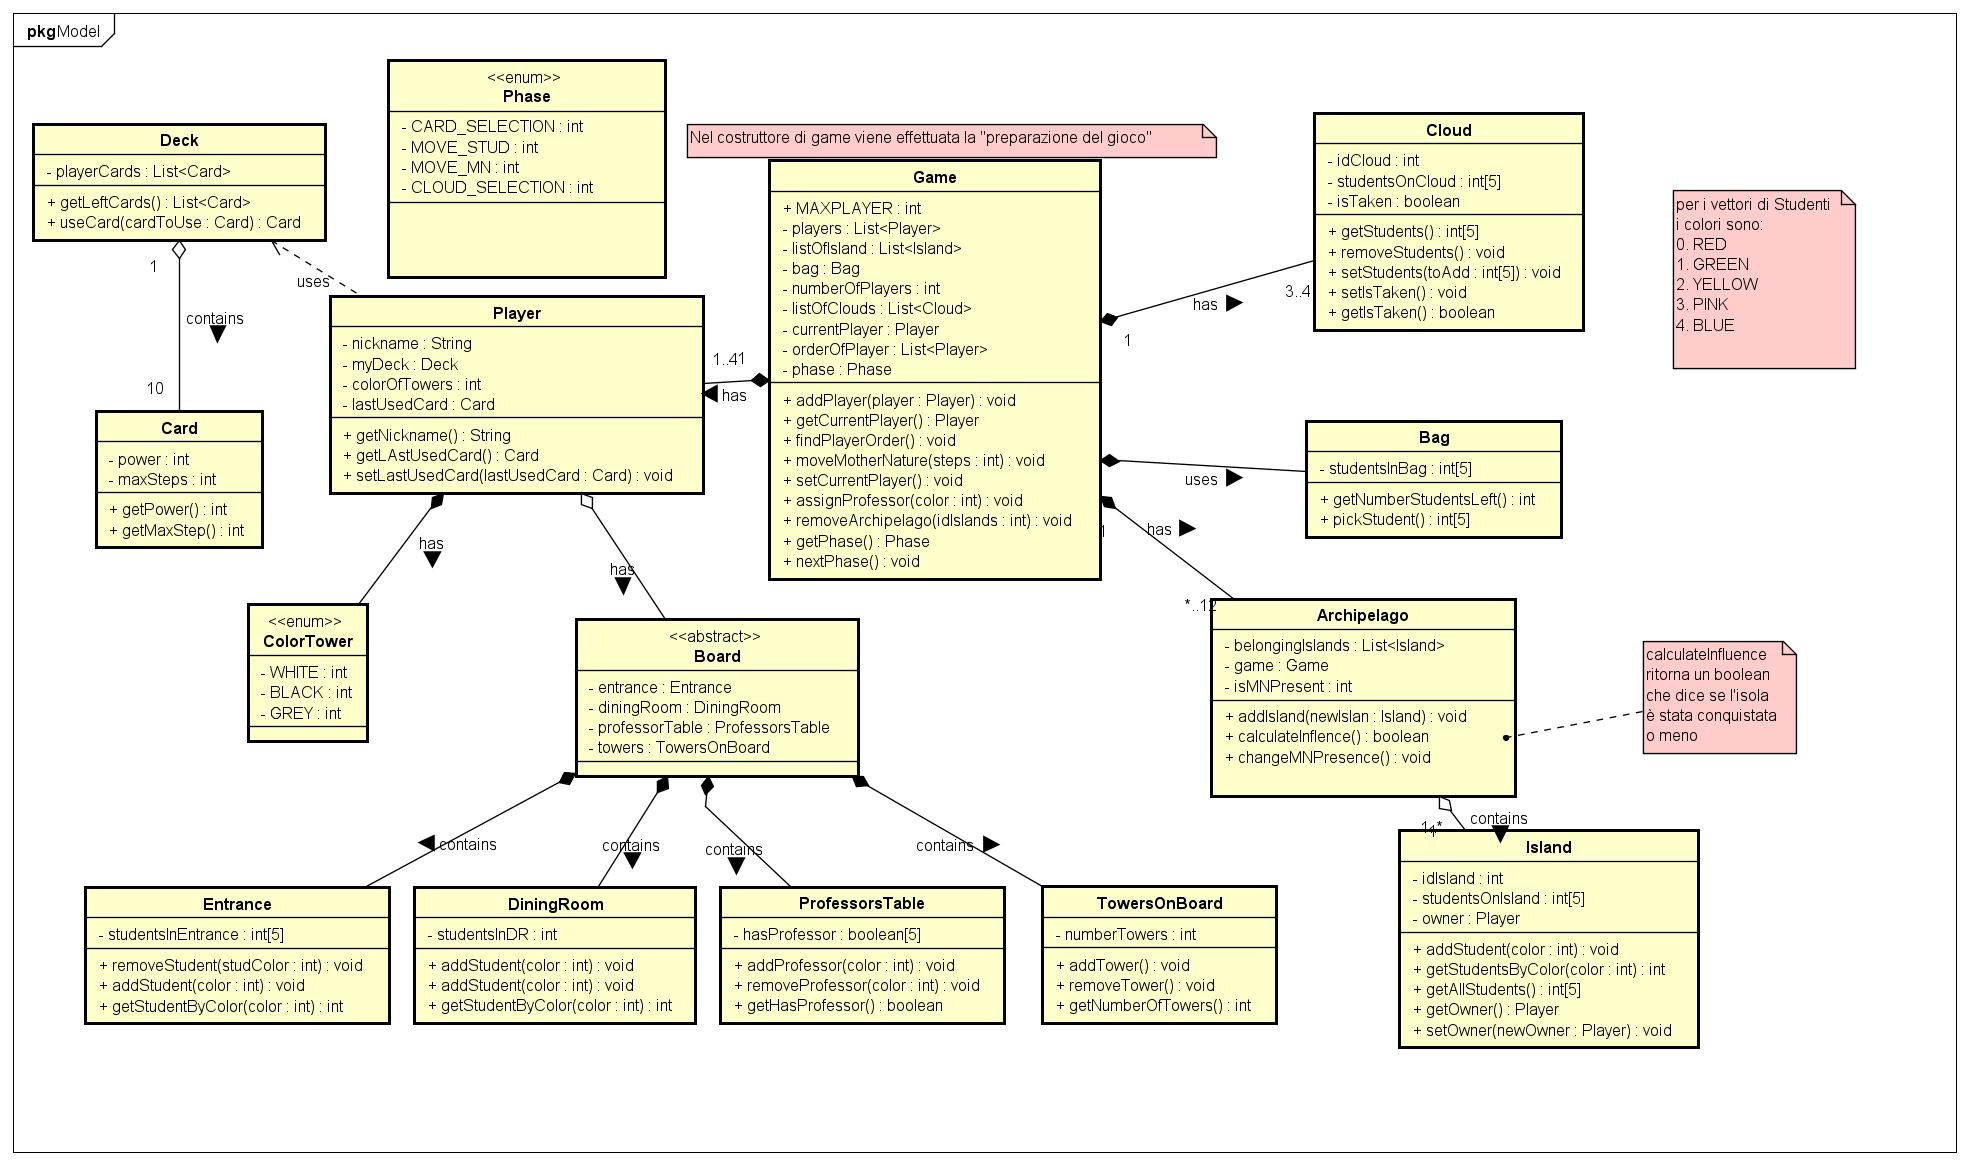 pkg Model
<<enum>>
Phase
- CARD_SELECTION : int
- MOVE_STUD : int
- MOVE_MN : int
- CLOUD_SELECTION : int
Deck
- playerCards : List<Card>
+ getLeftCards() : List<Card>
+ useCard(cardToUse : Card) : Card
1
contains
10
uses
Card
- power : int
- maxSteps : int
+ getPower() : int
+ getMaxStep() : int
Player
- nickname : String
- myDeck : Deck
- colorOfTowers : int
- lastUsedCard : Card
+ getNickname() : String
+ getLAstUsedCard() : Card
+ setLastUsedCard(lastUsedCard : Card) : void
1..41
has
Nel costruttore di game viene effettuata la "preparazione del gioco"
Game
+ MAXPLAYER : int
- players : List<Player>
- listOfIsland : List<Island>
- bag : Bag
- numberOfPlayers : int
- listOfClouds : List<Cloud>
- currentPlayer : Player
- orderOfPlayer : List<Player>
- phase : Phase
+ addPlayer(player : Player) : void
+ getCurrentPlayer() : Player
+ findPlayerOrder() : void
+ moveMotherNature(steps : int) : void
+ setCurrentPlayer() : void
+ assignProfessor(color : int) : void
+ removeArchipelago(idIslands : int) : void
+ getPhase() : Phase
+ nextPhase() : void
Cloud
- idCloud : int
- studentsOnCloud : int[5]
- isTaken : boolean
+ getStudents() : int[5]
+ removeStudents() : void
+ setStudents(toAdd : int[5]) : void
+ setIsTaken() : void
+ getIsTaken() : boolean
has
3..4
1
per i vettori di Studenti
i colori sono:
0. RED
1. GREEN
2. YELLOW
3. PINK
4. BLUE
Bag
- studentsInBag : int[5]
+ getNumberStudentsLeft() : int
+ pickStudent() : int[5]
uses
1
has
*..12
Archipelago
- belongingIslands : List<Island>
- game : Game
- isMNPresent : int
+ addIsland(newIslan : Island) : void
+ calculateInflence() : boolean
+ changeMNPresence() : void
calculateInfluence
ritorna un boolean
che dice se l'isola
è stata conquistata
o meno
has
has
<<enum>>
ColorTower
- WHITE : int
- BLACK : int
- GREY : int
<<abstract>>
Board
- entrance : Entrance
- diningRoom : DiningRoom
- professorTable : ProfessorsTable
- towers : TowersOnBoard
contains
contains
contains
contains
contains
Entrance
- studentsInEntrance : int[5]
+ removeStudent(studColor : int) : void
+ addStudent(color : int) : void
+ getStudentByColor(color : int) : int
DiningRoom
- studentsInDR : int
+ addStudent(color : int) : void
+ addStudent(color : int) : void
+ getStudentByColor(color : int) : int
ProfessorsTable
- hasProfessor : boolean[5]
+ addProfessor(color : int) : void
+ removeProfessor(color : int) : void
+ getHasProfessor() : boolean
TowersOnBoard
- numberTowers : int
+ addTower() : void
+ removeTower() : void
+ getNumberOfTowers() : int
Island
- idIsland : int
- studentsOnIsland : int[5]
- owner : Player
+ addStudent(color : int) : void
+ getStudentsByColor(color : int) : int
+ getAllStudents() : int[5]
+ getOwner() : Player
+ setOwner(newOwner : Player) : void